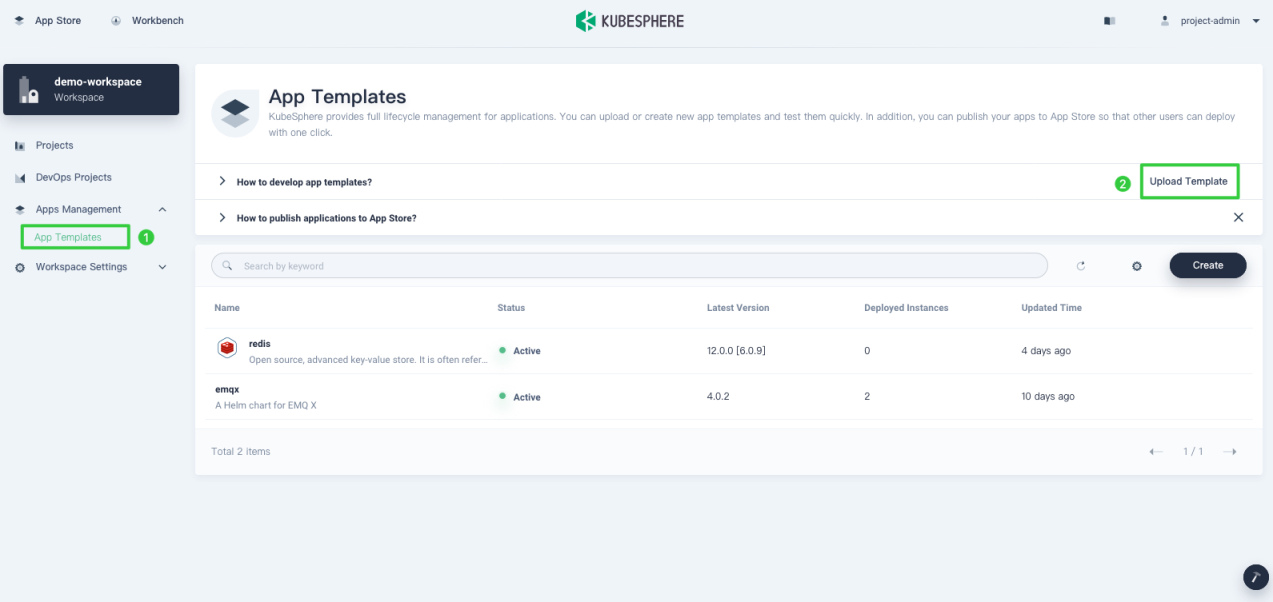 App Store
Workbench
KUBESPHERE
project-admin
demo-workspace
Workspace
Projects
DevOps Projects
Apps Management
App Templates
1
Workspace Settings
App Templates
KubeSphere provides full lifecycle management for applications. You can upload or create new app templates and test them quickly. In addition, you can publish your apps to App Store so that other users can deploy
with one click.
How to develop app templates?
2
Upload Template
How to publish applications to App Store?
Search by keyword
Create
Name Status Latest Version Deployed Instances Updated Time
redis
Open source, advanced key-value store. It is often refer...
Active 12.0.0 [6.0.9] 0 4 days ago
emqx
A Helm chart for EMQ X
Active 4.0.2 2 10 days ago
Total 2 items
1 / 1